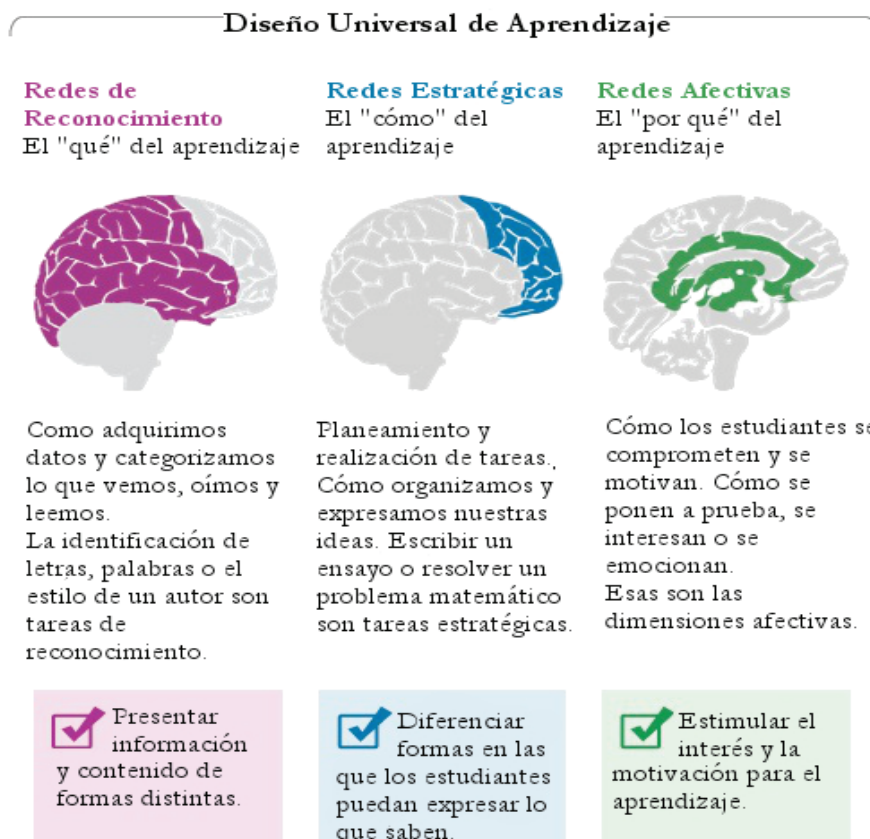 Diseño Universal de Aprendizaje
Redes de
Reconocimiento
El "qué" del aprendizaje
Como adquirimos
datos y categorizamos
lo que vemos, oímos y
leemos.
La identificación de
letras, palabras o el
estilo de un autor son
tareas de
reconocimiento.
Presentar
información
y contenido de
formas distintas.
Redes Estratégicas
El "cómo" del
aprendizaje
Planeamiento y
realización de tareas.
Cómo organizamos y
expresamos nuestras
ideas. Escribir un
ensayo o resolver un
problema matemático
son tareas estratégicas.
Diferenciar
formas en las
que los estudiantes
puedan expresar lo
que saben.
Redes Afectivas
El "por qué" del
aprendizaje
Cómo los estudiantes se
comprometen y se
motivan. Cómo se
ponen a prueba, se
interesan o se
emocionan.
Esas son las
dimensiones afectivas.
Estimular el
interés y la
motivación para el
aprendizaje.